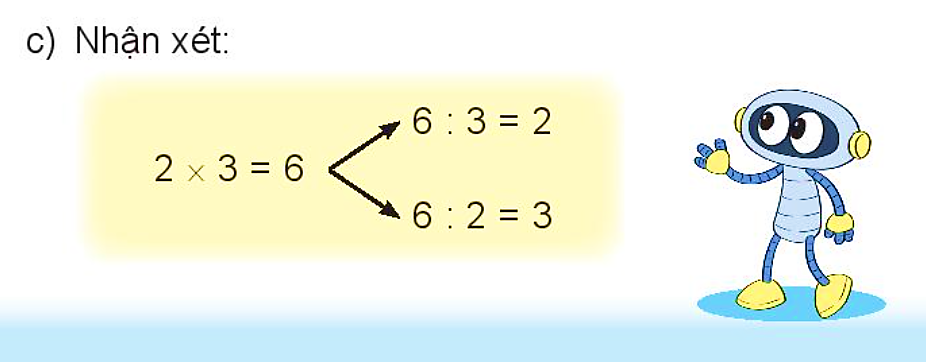 c) Nhận xét:
6 : 3 = 2
2 × 3 = 6
6 : 2 = 3